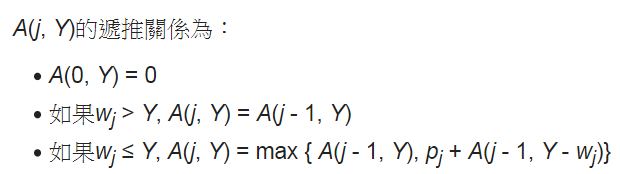 A(j, Y)的遞推關係為：
• A(0, Y) = 0
• 如果wj > Y, A(j, Y) = A(j - 1, Y)
• 如果wj ≤ Y, A(j, Y) = max { A(j - 1, Y), pj + A(j - 1, Y - wj)}